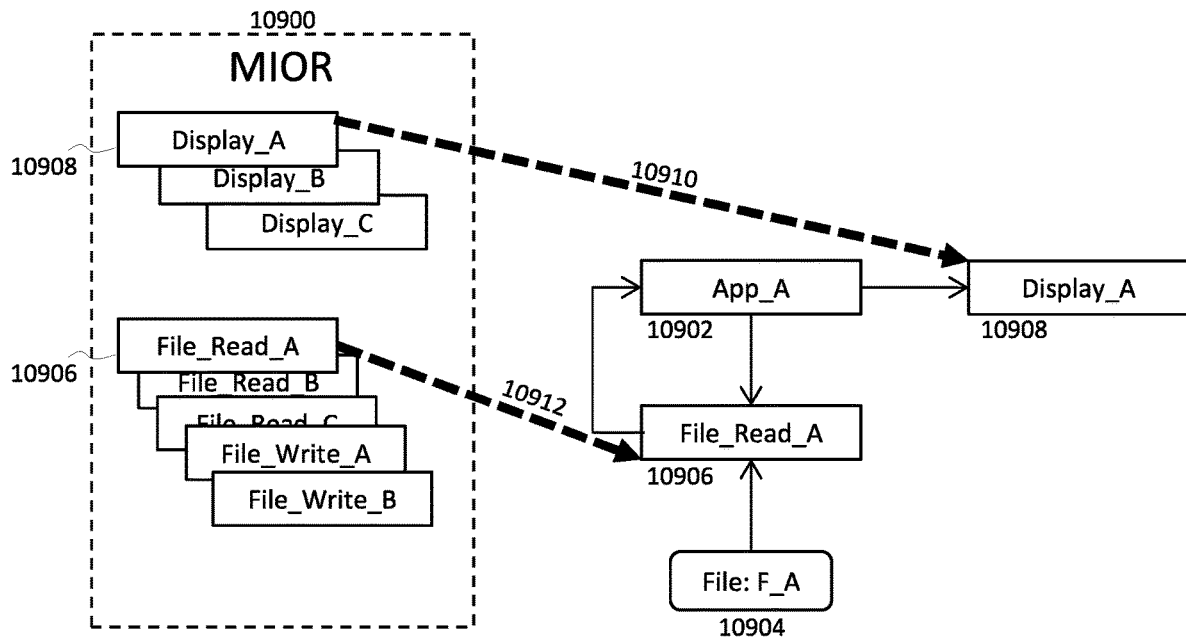 10900
MIOR
Display_A
10908
Display_B
Display_C
10910
App_A
10902
Display_A
10908
File_Read_A
10906
File_Read_B
File_Read_C
File_Write_A
File_Write_B
10912
File_Read_A
10906
File: F_A
10904